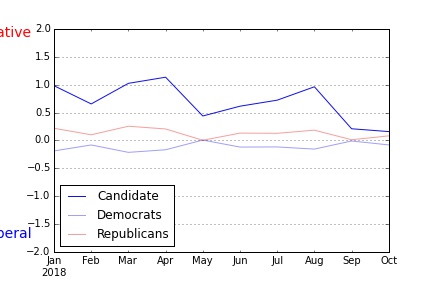 2.0
ative
1.5
1.0
0.5
0.0
−0.5
−1.0
−1.5
−2.0
Candidate
Democrats
Republicans
beral
Jan Feb Mar Apr May Jun Jul Aug Sep Oct
2018